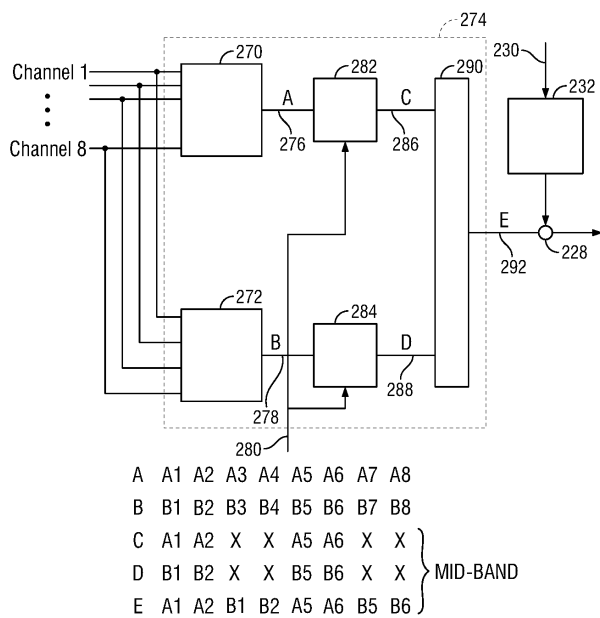 274
270
282
290
230
232
Channel 1
A
C
276
286
Channel 8
E
292
228
272
284
B
D
278
288
280
A A1 A2 A3 A4 A5 A6 A7 A8
B B1 B2 B3 B4 B5 B6 B7 B8
C A1 A2 X X A5 A6 X X
D B1 B2 X X B5 B6 X X
MID-BAND
E A1 A2 B1 B2 A5 A6 B5 B6